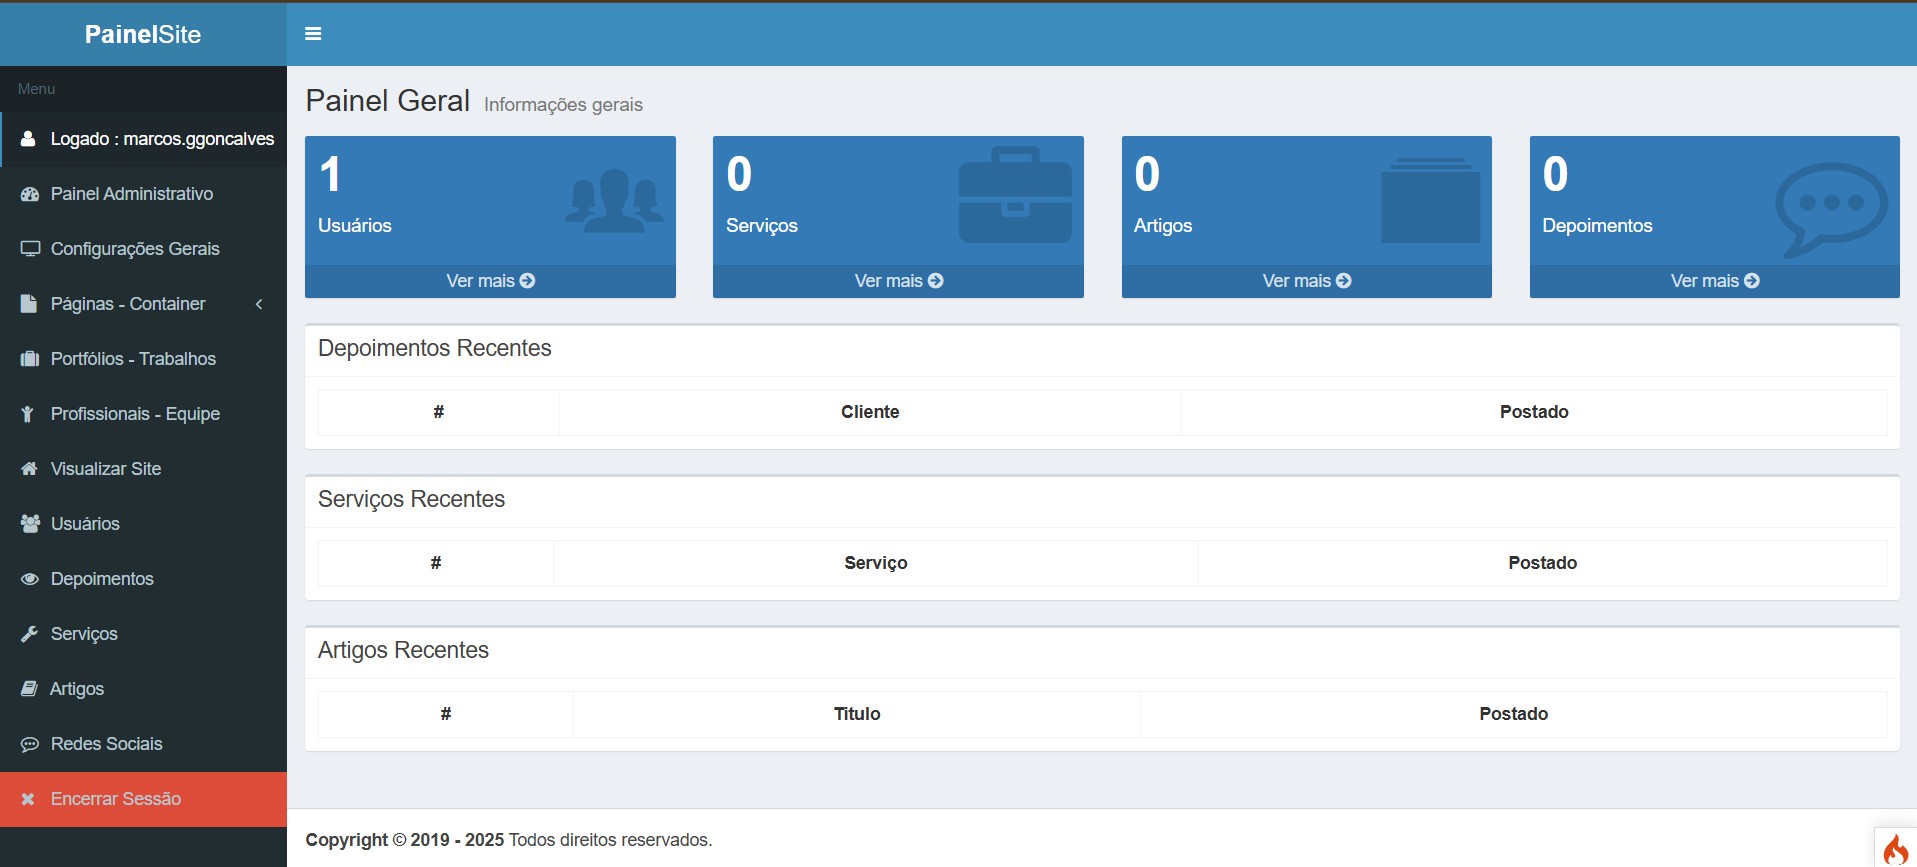 PainelSite
Menu
Logado : marcos.ggoncalves
Painel Administrativo
Configurações Gerais
Páginas - Container
Portfólios - Trabalhos
Profissionais - Equipe
Visualizar Site
Usuários
Depoimentos
Serviços
Artigos
Redes Sociais
Encerrar Sessão
Painel Geral Informações gerais
1
Usuários
Ver mais
0
Serviços
Ver mais
0
Artigos
Ver mais
0
Depoimentos
Ver mais
Depoimentos Recentes
# Cliente Postado
Serviços Recentes
# Serviço Postado
Artigos Recentes
# Titulo Postado
Copyright © 2019 - 2025 Todos direitos reservados.